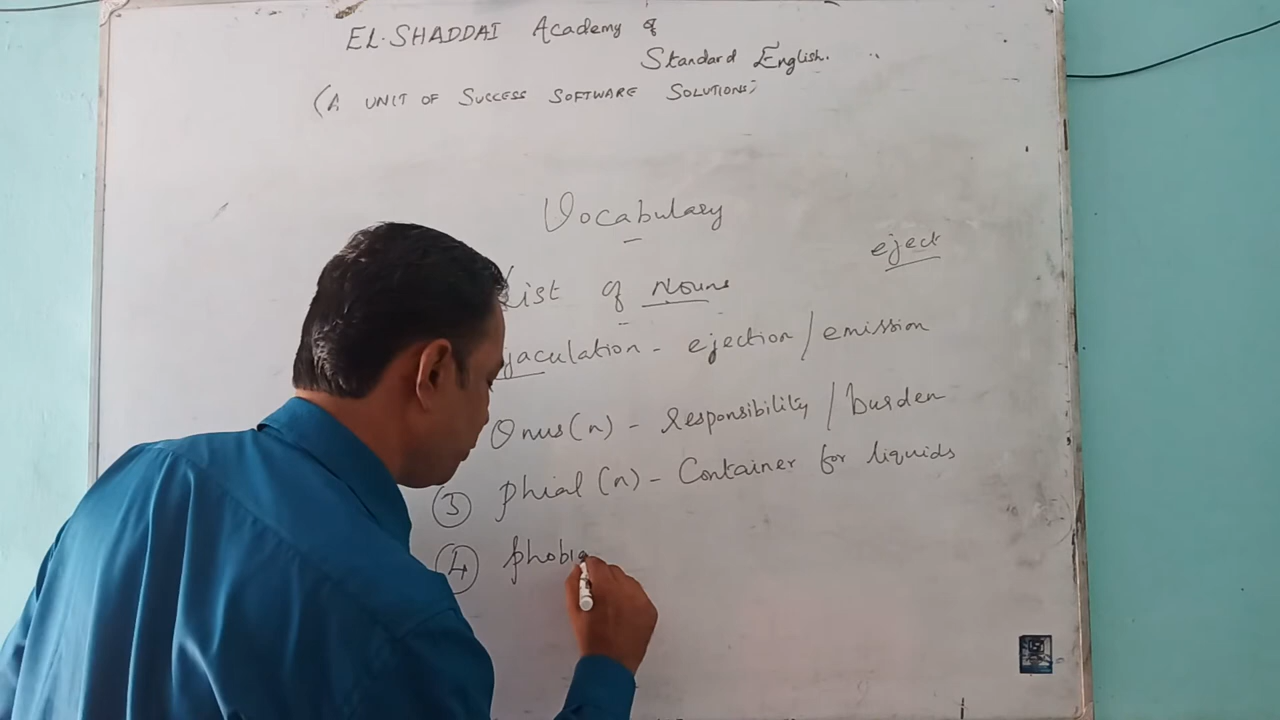 EL.SHADDAI Academy of
Standard English.
(A UNIT OF SUCCESS SOFTWARE SOLUTIONS)
Vocabulary
eject
List of Nouns
jaculation - ejection / emission
Onus (n) - Responsibility / burden
③ phial (n) - Container for liquids
④ phobia